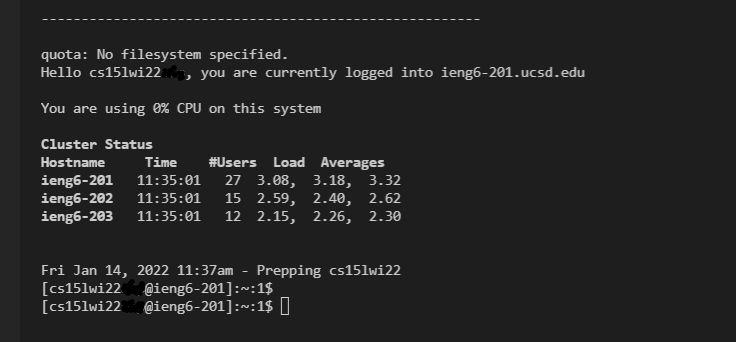 ---------------------------------------------------------
quota: No filesystem specified.
Hello cs15lwi22, you are currently logged into ieng6-201.ucsd.edu
You are using 0% CPU on this system
Cluster Status
Hostname Time #Users Load Averages
ieng6-201 11:35:01 27 3.08, 3.18, 3.32
ieng6-202 11:35:01 15 2.59, 2.40, 2.62
ieng6-203 11:35:01 12 2.15, 2.26, 2.30
Fri Jan 14, 2022 11:37am - Prepping cs15lwi22
[cs15lwi22 @ieng6-201]:~:1$
[cs15lwi22 @ieng6-201]:~:1$